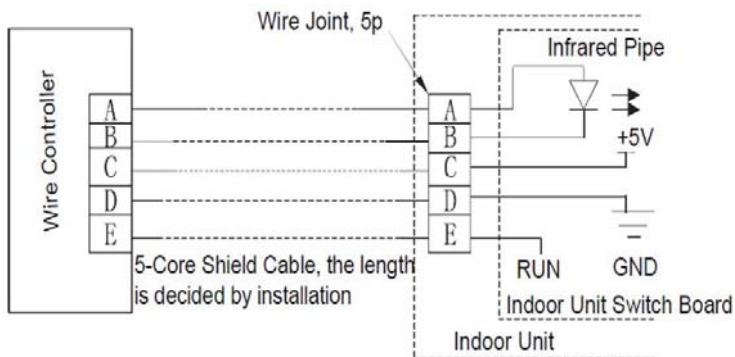 Wire Joint, 5p
Infrared Pipe
Wire Controller
A
B
C
D
E
A
B
C
D
E
+5V
RUN
GND
5-Core Shield Cable, the length
is decided by installation
Indoor Unit Switch Board
Indoor Unit